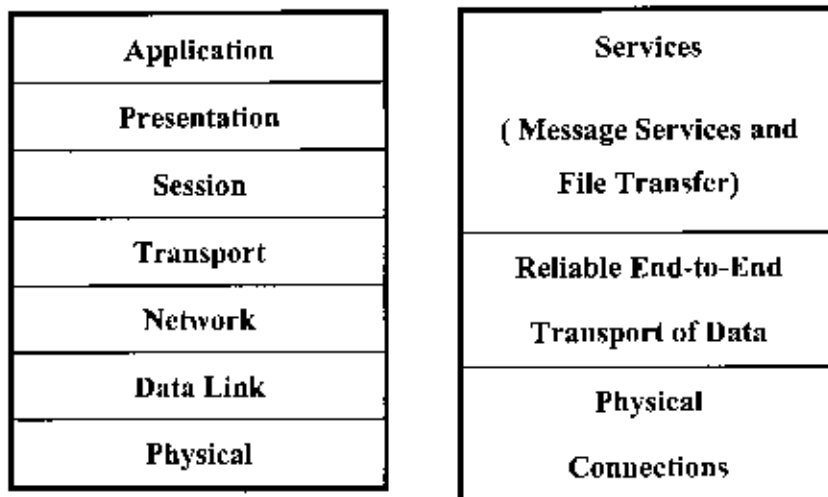 Application
Presentation
Session
Transport
Network
Data Link
Physical
Services
( Message Services and
File Transfer)
Reliable End-to-End
Transport of Data
Physical
Connections